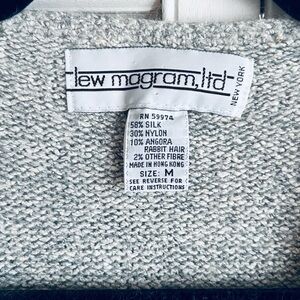 lew magram, ltd
NEW YORK
RN 59974
58% SILK
30% NYLON
10% ANGORA
RABBIT HAIR
2% OTHER FIBRE
MADE IN HONG KONG
SIZE: M
SEE REVERSE FOR
CARE INSTRUCTIONS